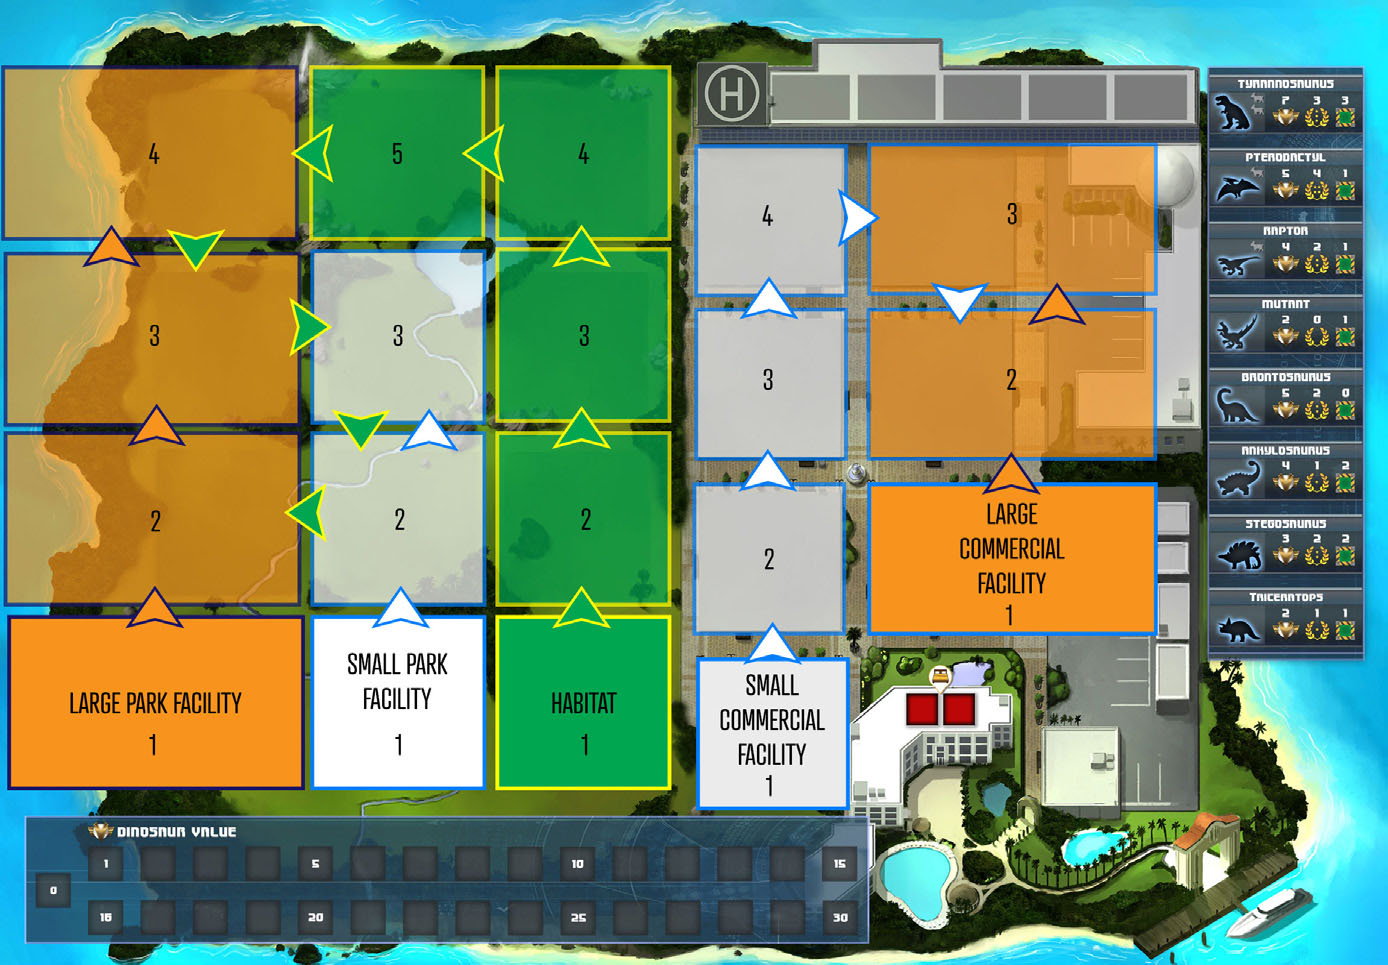 4
5
4
3
3
3
2
2
2
LARGE PARK FACILITY
1
SMALL PARK
FACILITY
1
HABITAT
1
H
4
3
3
2
2
LARGE
COMMERCIAL
FACILITY
1
SMALL
COMMERCIAL
FACILITY
1
TYRANNOSAURUS
7 3 3
PTERODACTYL
5 4 1
RAPTOR
4 2 1
MUTANT
2 0 1
BRONTOSAURUS
5 2 0
ANKYLOSAURUS
4 1 2
STEGOSAURUS
3 2 2
TRICERATOPS
2 1 1
DINOSAUR VALUE
0
1 5 10 15
16 20 25 30